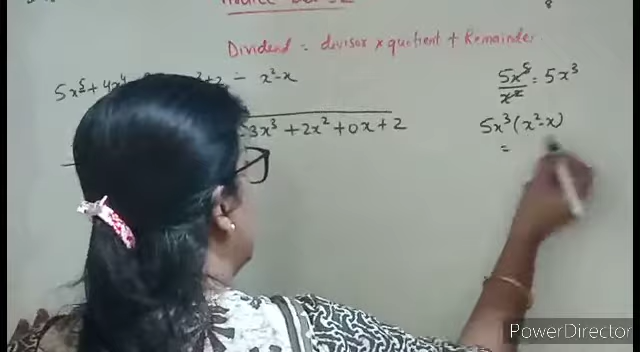 Dividend = divisor x quotient + Remainder.
5x⁵ + 4x⁴ ÷ x²-x
5x⁵/x² = 5x³
3x³ + 2x² + 0x + 2
5x³(x²-x)
=
PowerDirector